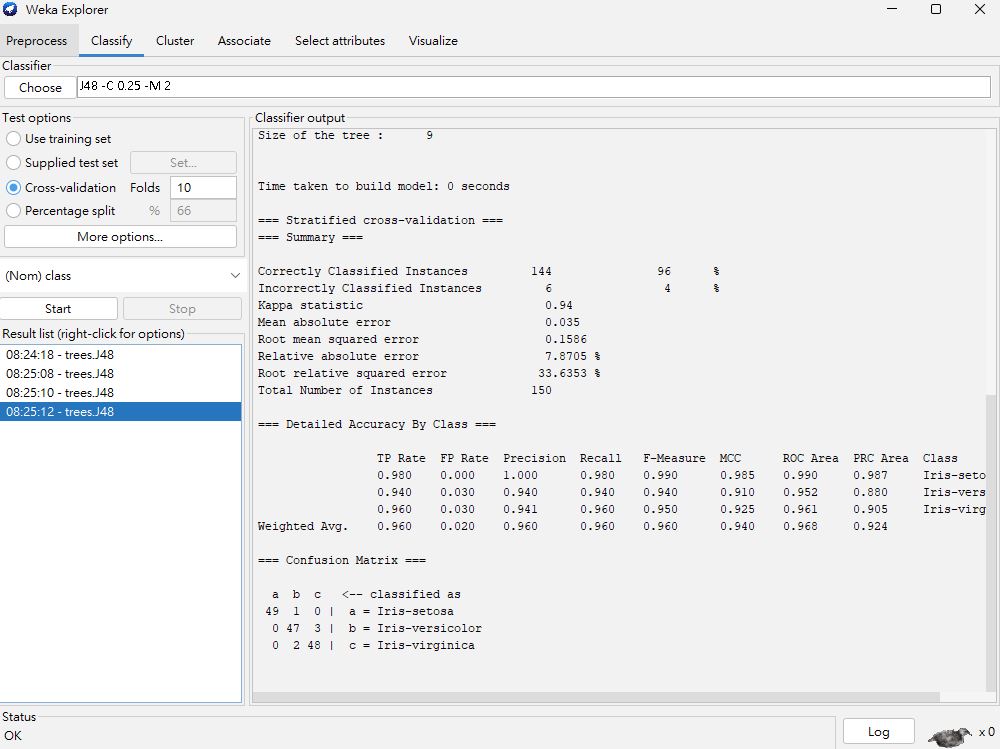 Weka Explorer
Preprocess Classify Cluster Associate Select attributes Visualize
Classifier
Choose J48 -C 0.25 -M 2
Test options
Use training set
Supplied test set Set...
Cross-validation Folds 10
Percentage split % 66
More options...
(Nom) class
Start Stop
Result list (right-click for options)
08:24:18 - trees.J48
08:25:08 - trees.J48
08:25:10 - trees.J48
08:25:12 - trees.J48
Classifier output
Size of the tree : 9
Time taken to build model: 0 seconds
=== Stratified cross-validation ===
=== Summary ===
Correctly Classified Instances 144 96 %
Incorrectly Classified Instances 6 4 %
Kappa statistic 0.94
Mean absolute error 0.035
Root mean squared error 0.1586
Relative absolute error 7.8705 %
Root relative squared error 33.6353 %
Total Number of Instances 150
=== Detailed Accuracy By Class ===
TP Rate FP Rate Precision Recall F-Measure MCC ROC Area PRC Area Class
0.980 0.000 1.000 0.980 0.990 0.985 0.990 0.987 Iris-seto
0.940 0.030 0.940 0.940 0.940 0.910 0.952 0.880 Iris-vers
0.960 0.030 0.941 0.960 0.950 0.925 0.961 0.905 Iris-virg
Weighted Avg. 0.960 0.020 0.960 0.960 0.960 0.940 0.968 0.924
=== Confusion Matrix ===
a b c <-- classified as
49 1 0 | a = Iris-setosa
0 47 3 | b = Iris-versicolor
0 2 48 | c = Iris-virginica
Status
OK
Log x 0